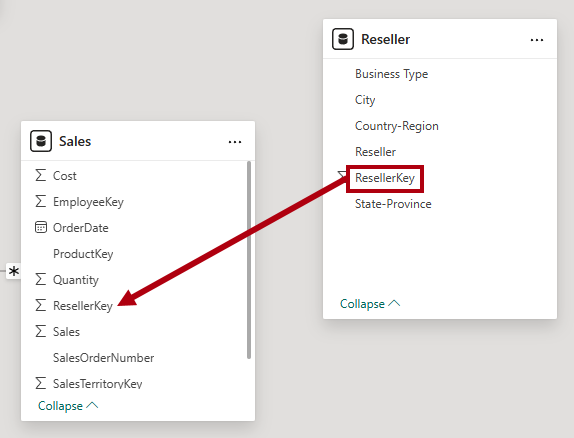 Reseller
Business Type
City
Country-Region
Reseller
ResellerKey
State-Province
Collapse
Sales
Cost
EmployeeKey
OrderDate
ProductKey
Quantity
ResellerKey
Sales
SalesOrderNumber
SalesTerritoryKey
Collapse